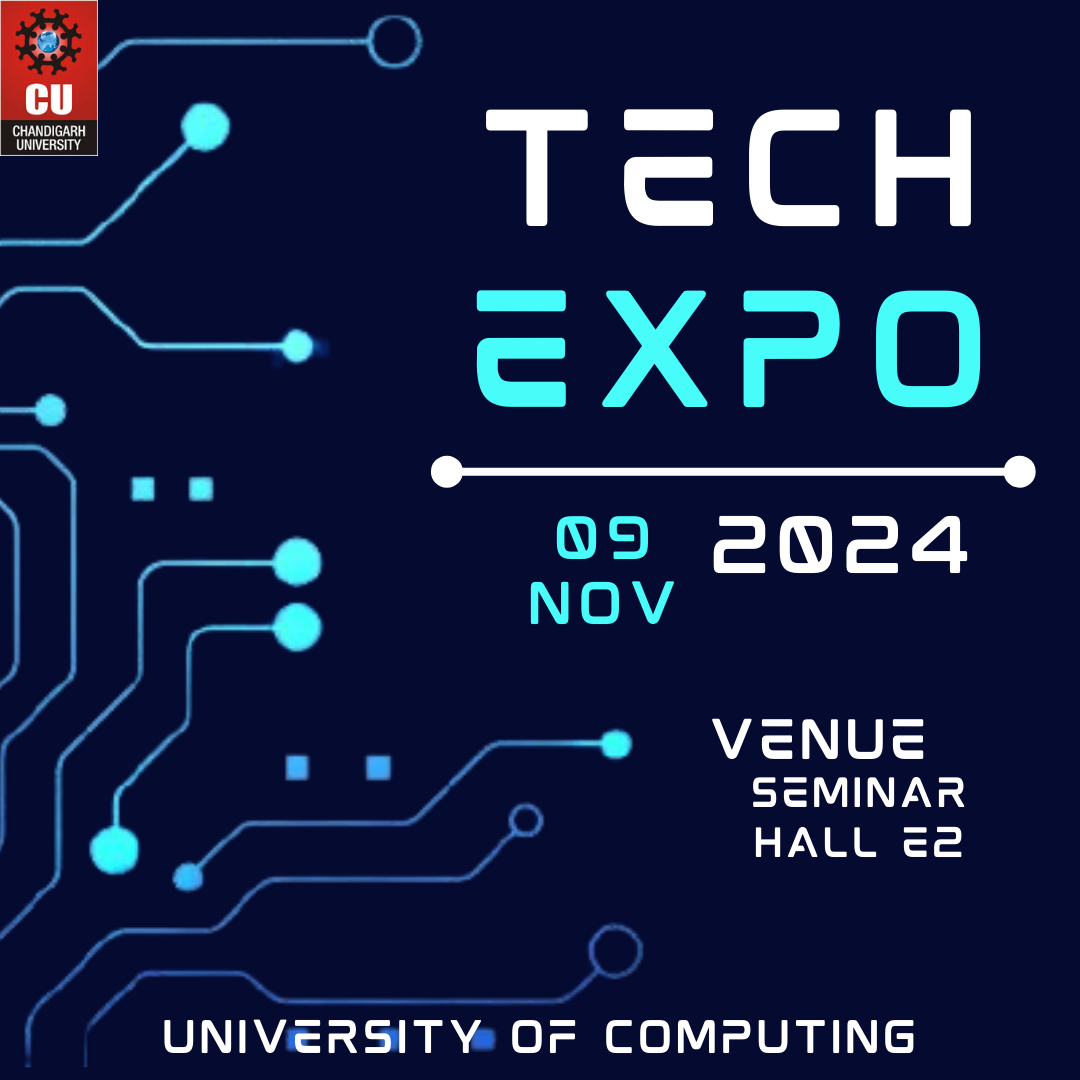 CU
CHANDIGARH
UNIVERSITY
TECH
EXPO
09
NOV
2024
VENUE
SEMINAR
HALL E2
UNIVERSITY OF COMPUTING